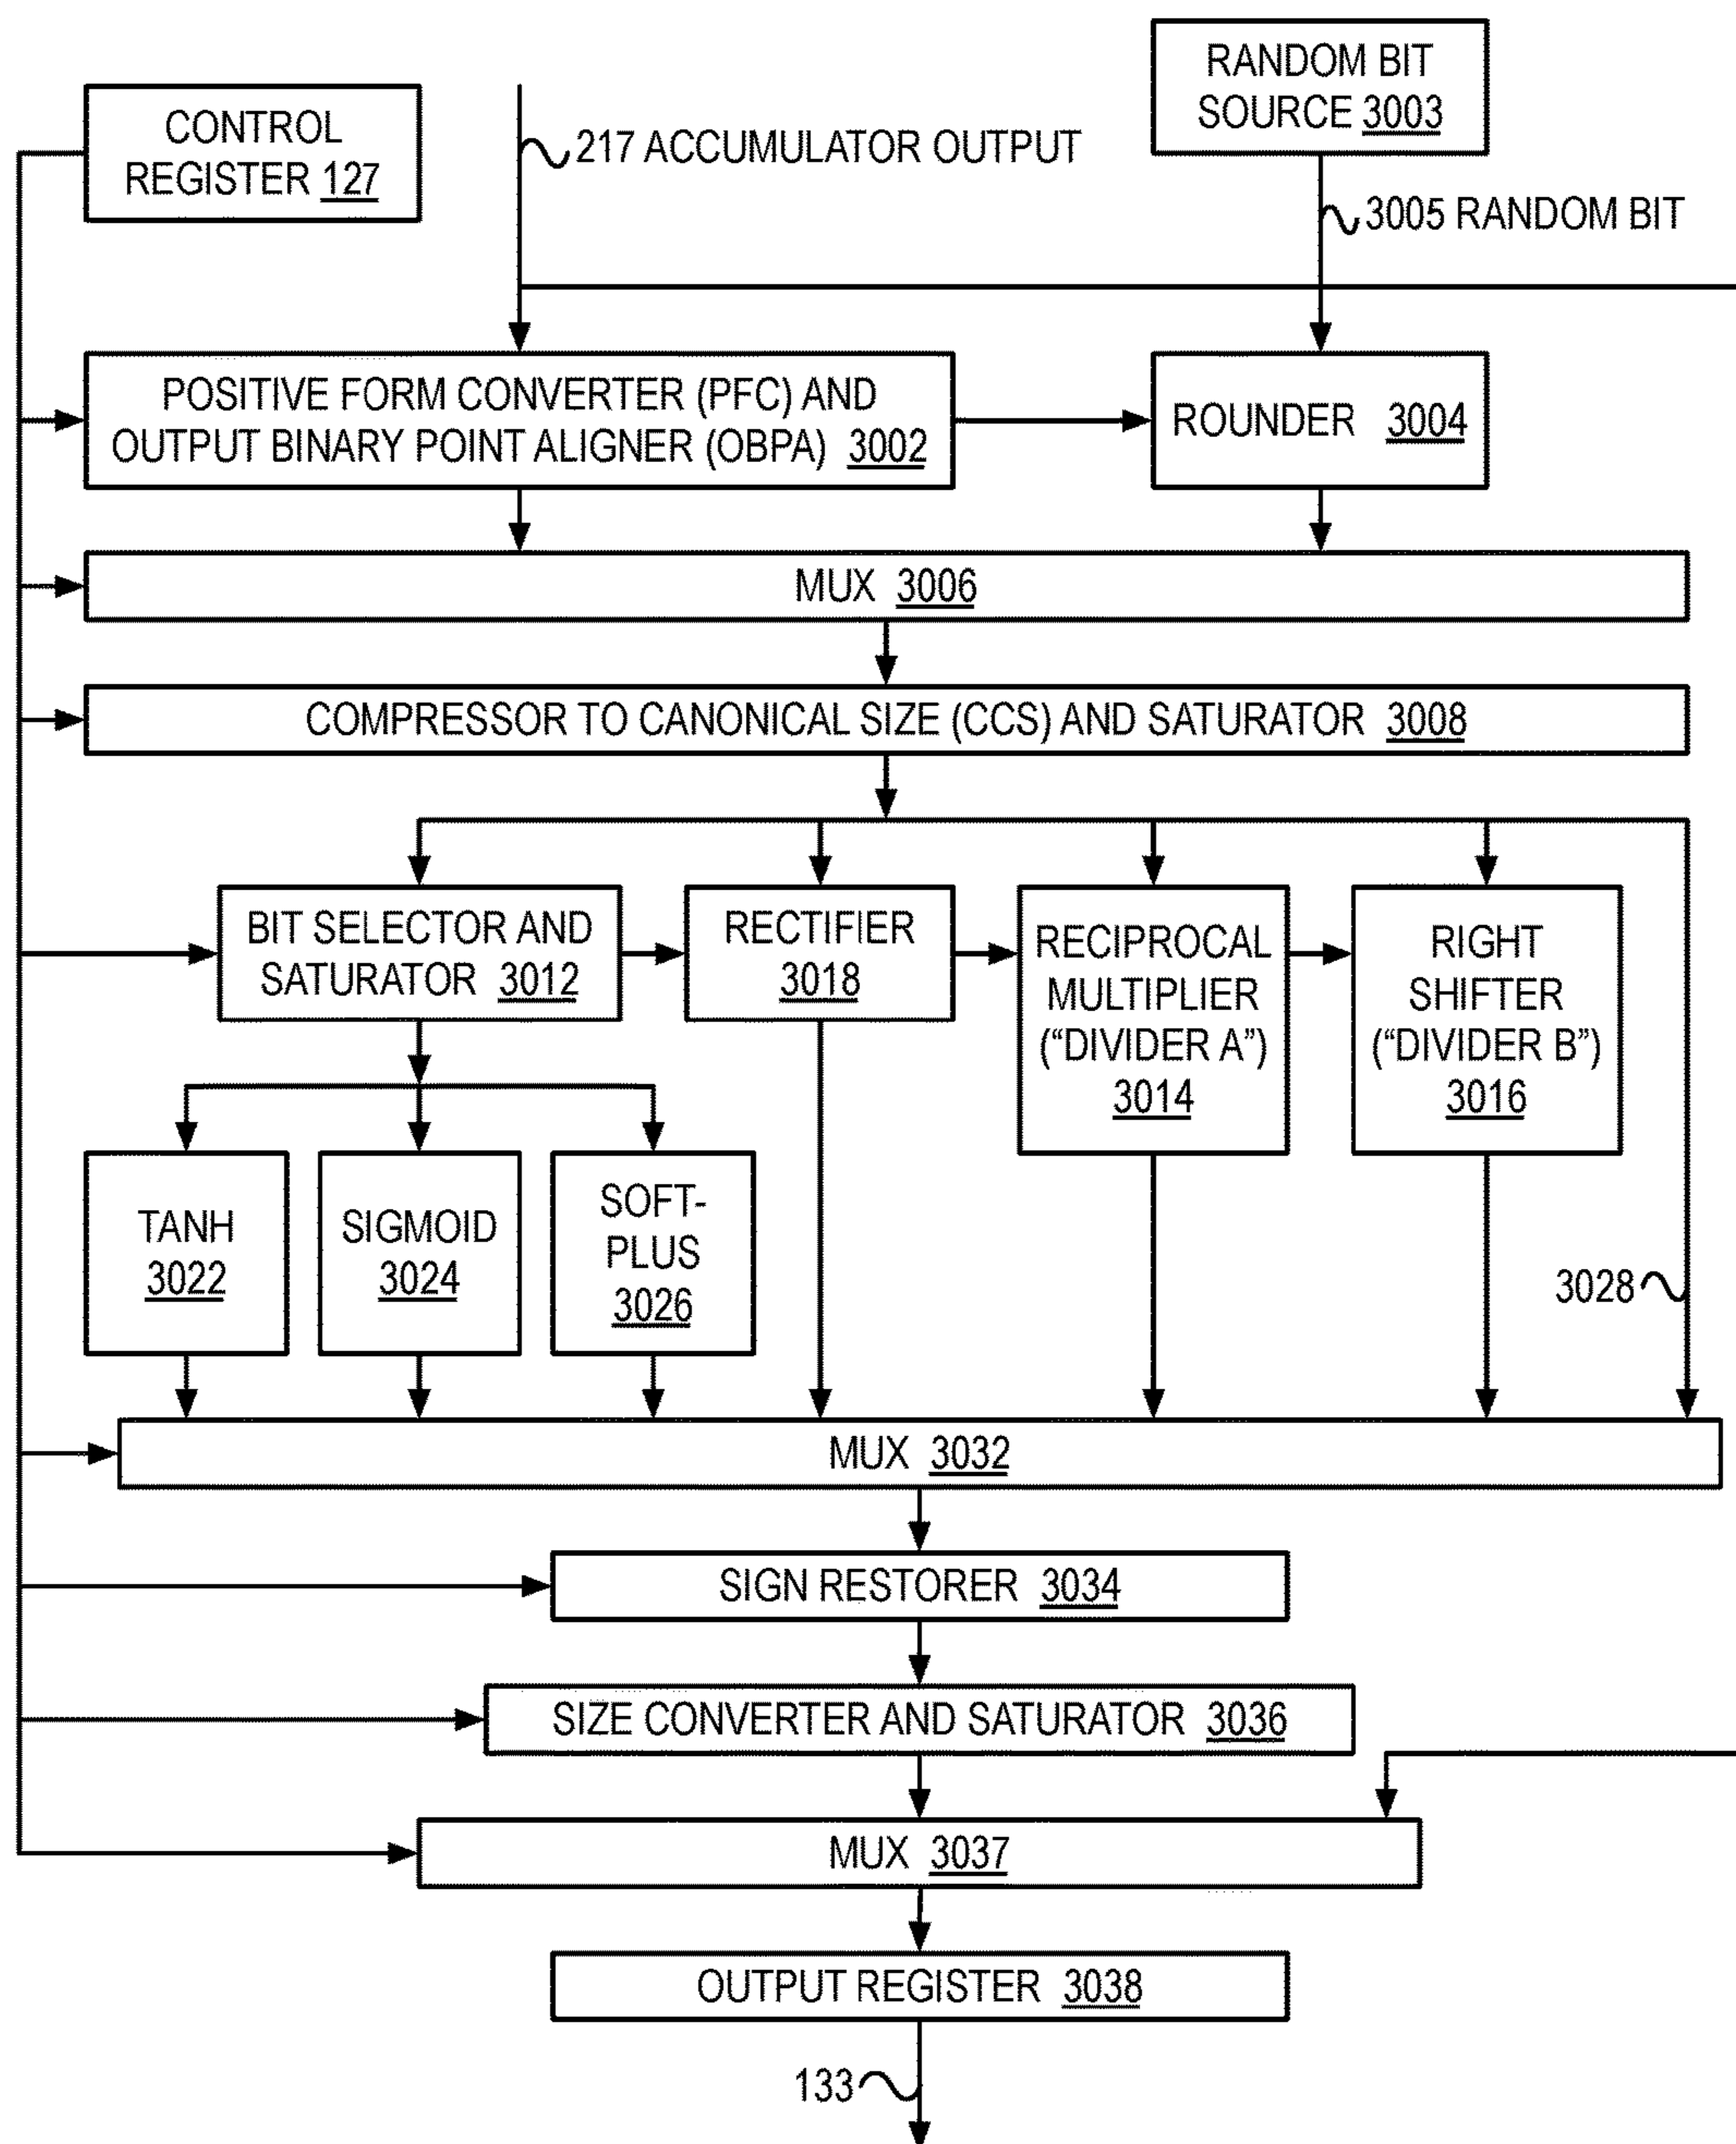 RANDOM BIT
SOURCE 3003
CONTROL
REGISTER 127
217 ACCUMULATOR OUTPUT
3005 RANDOM BIT
POSITIVE FORM CONVERTER (PFC) AND
OUTPUT BINARY POINT ALIGNER (OBPA) 3002
ROUNDER 3004
MUX 3006
COMPRESSOR TO CANONICAL SIZE (CCS) AND SATURATOR 3008
BIT SELECTOR AND
SATURATOR 3012
RECTIFIER
3018
RECIPROCAL
MULTIPLIER
(“DIVIDER A”)
3014
RIGHT
SHIFTER
(“DIVIDER B”)
3016
TANH
3022
SIGMOID
3024
SOFT-
PLUS
3026
3028
MUX 3032
SIGN RESTORER 3034
SIZE CONVERTER AND SATURATOR 3036
MUX 3037
OUTPUT REGISTER 3038
133